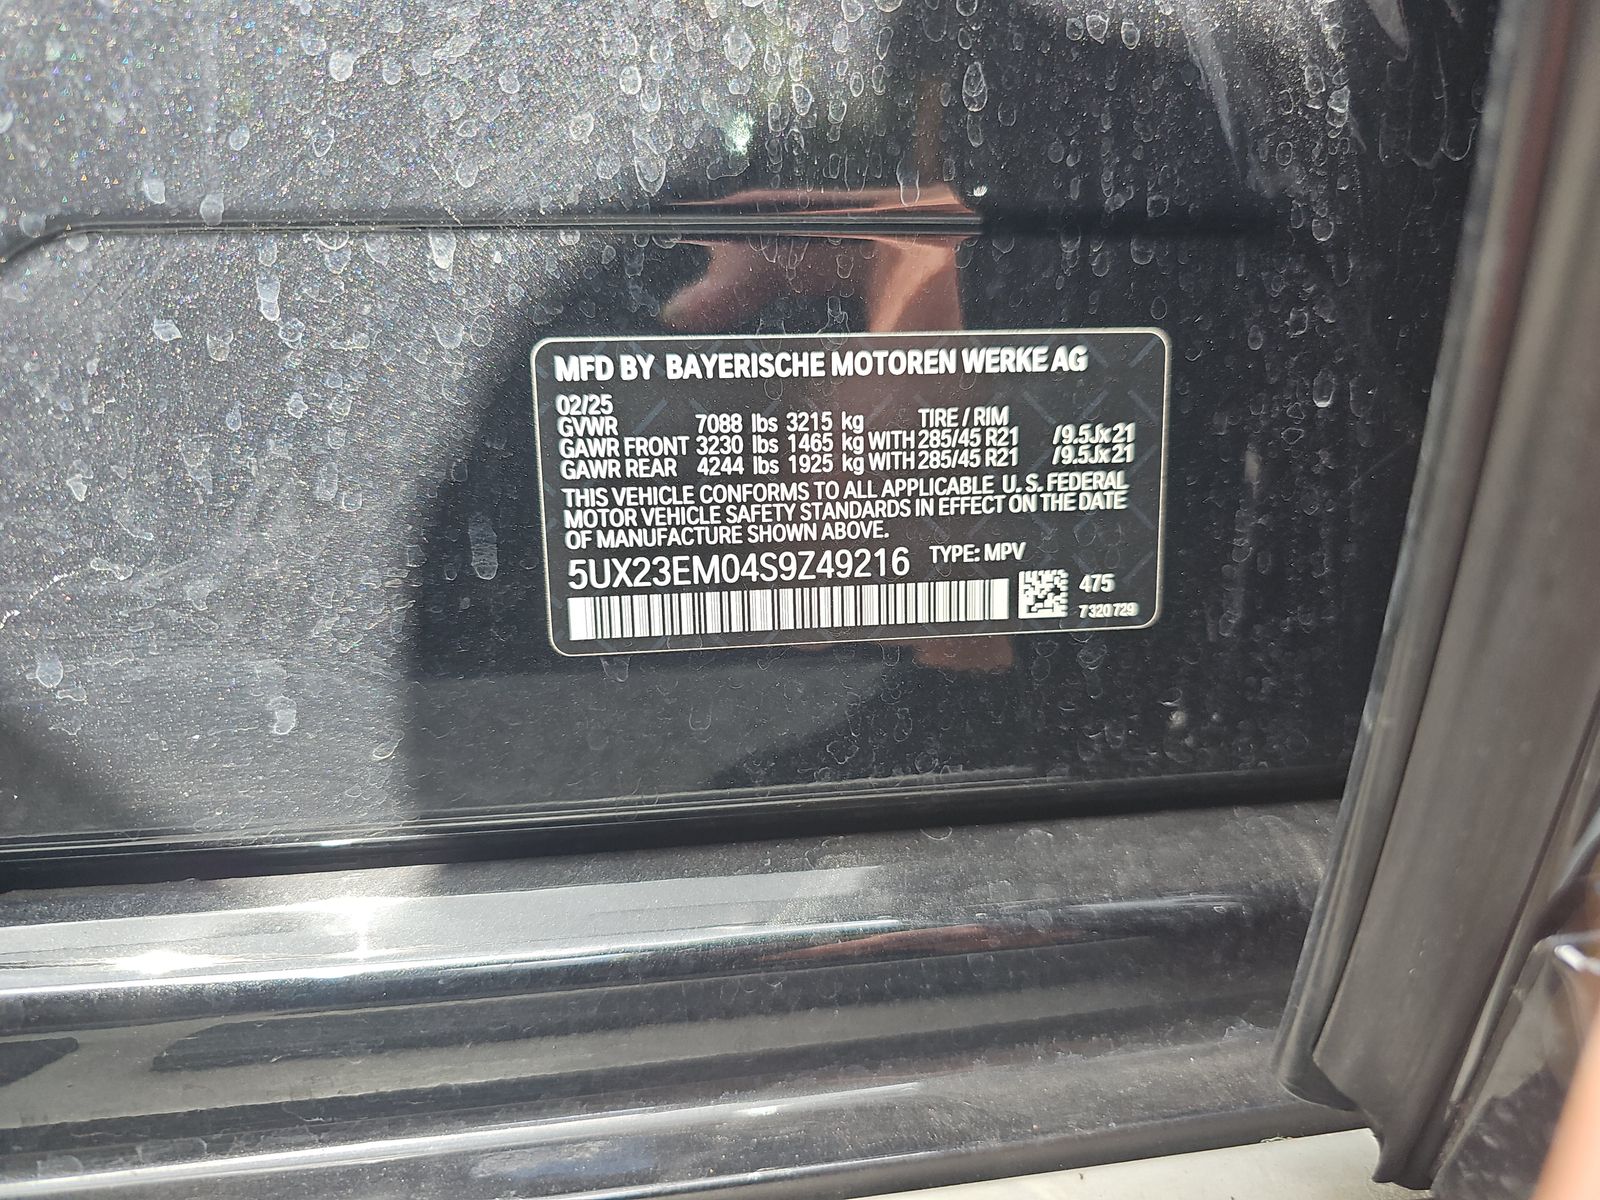 MFD BY BAYERISCHE MOTOREN WERKE AG
02/25
GVWR 7088 lbs 3215 kg TIRE / RIM
GAWR FRONT 3230 lbs 1465 kg WITH 285/45 R21 /9.5Jx21
GAWR REAR 4244 lbs 1925 kg WITH 285/45 R21 /9.5Jx21
THIS VEHICLE CONFORMS TO ALL APPLICABLE U. S. FEDERAL
MOTOR VEHICLE SAFETY STANDARDS IN EFFECT ON THE DATE
OF MANUFACTURE SHOWN ABOVE.
5UX23EM04S9Z49216 TYPE: MPV
475
7 320 729